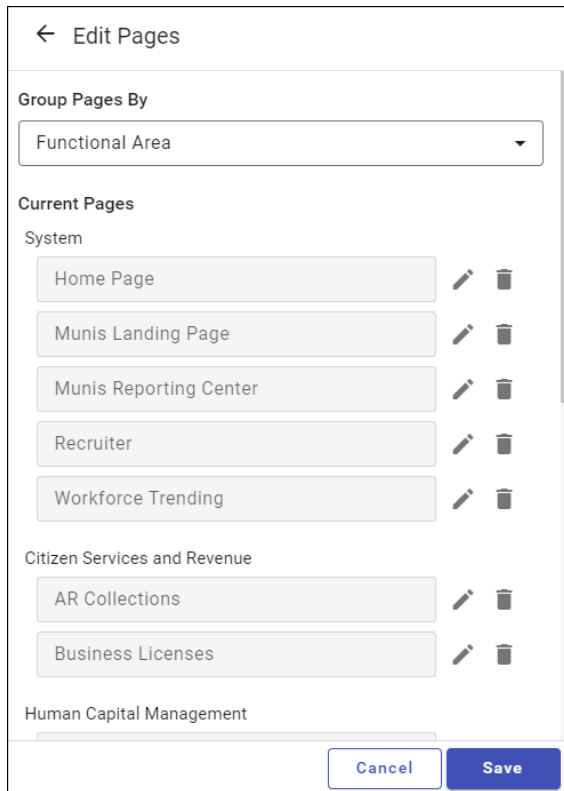 Edit Pages
Group Pages By
Functional Area
Current Pages
System
Home Page
Munis Landing Page
Munis Reporting Center
Recruiter
Workforce Trending
Citizen Services and Revenue
AR Collections
Business Licenses
Human Capital Management
Cancel
Save